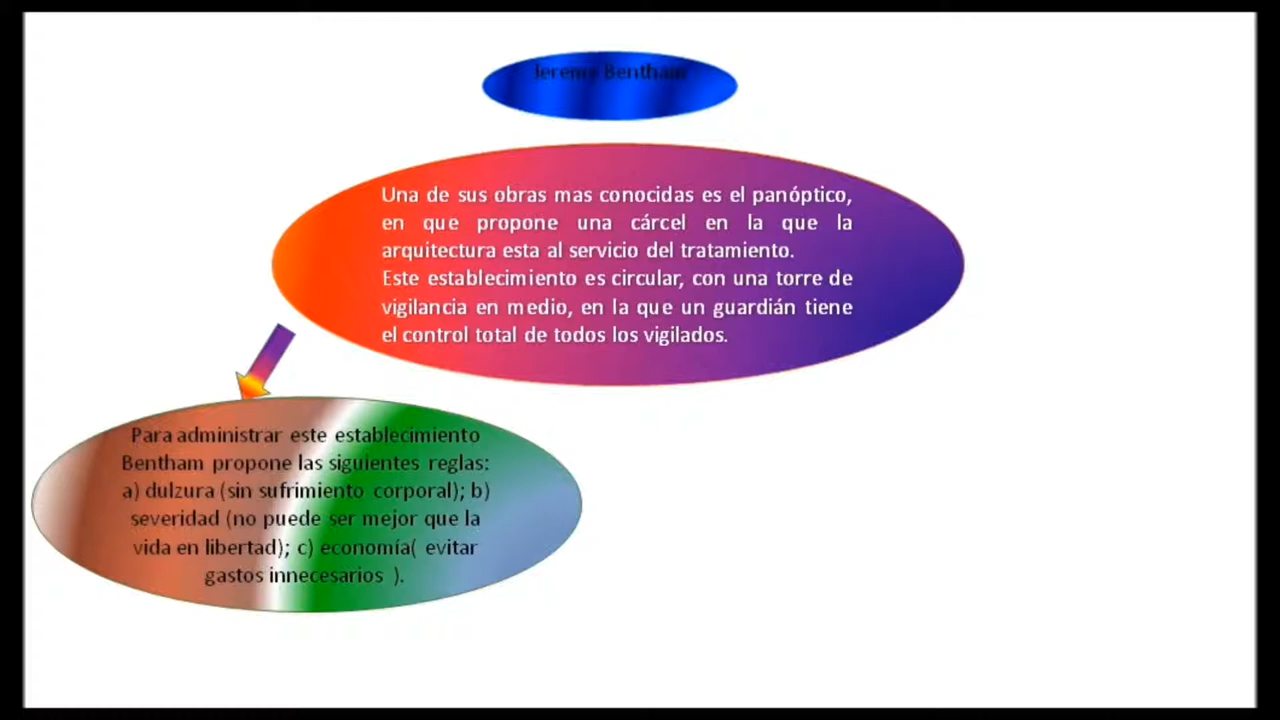 Jeremy Bentham
Una de sus obras mas conocidas es el panóptico,
en que propone una cárcel en la que la
arquitectura esta al servicio del tratamiento.
Este establecimiento es circular, con una torre de
vigilancia en medio, en la que un guardián tiene
el control total de todos los vigilados.
Para administrar este establecimiento
Bentham propone las siguientes reglas:
a) dulzura (sin sufrimiento corporal); b)
severidad (no puede ser mejor que la
vida en libertad); c) economía( evitar
gastos innecesarios ).